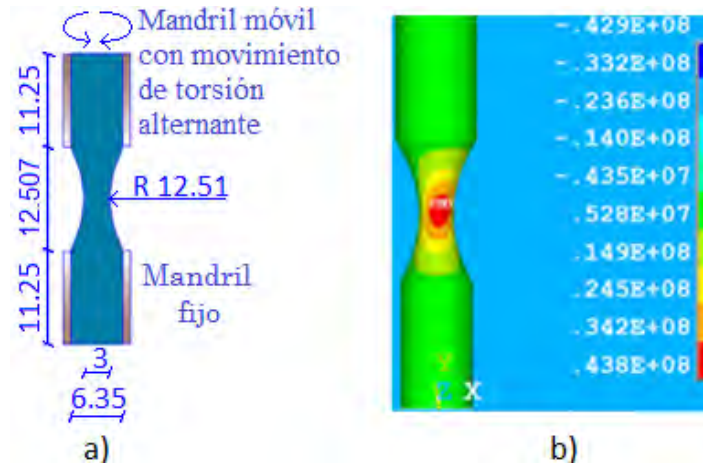 Mandril móvil
con movimiento
de torsión
alternante
11.25
12.507
R 12.51
11.25
Mandril
fijo
3
6.35
a)
-.429E+08
-.332E+08
-.236E+08
-.140E+08
-.435E+07
.528E+07
.149E+08
.245E+08
.342E+08
.438E+08
Y
Z X
b)